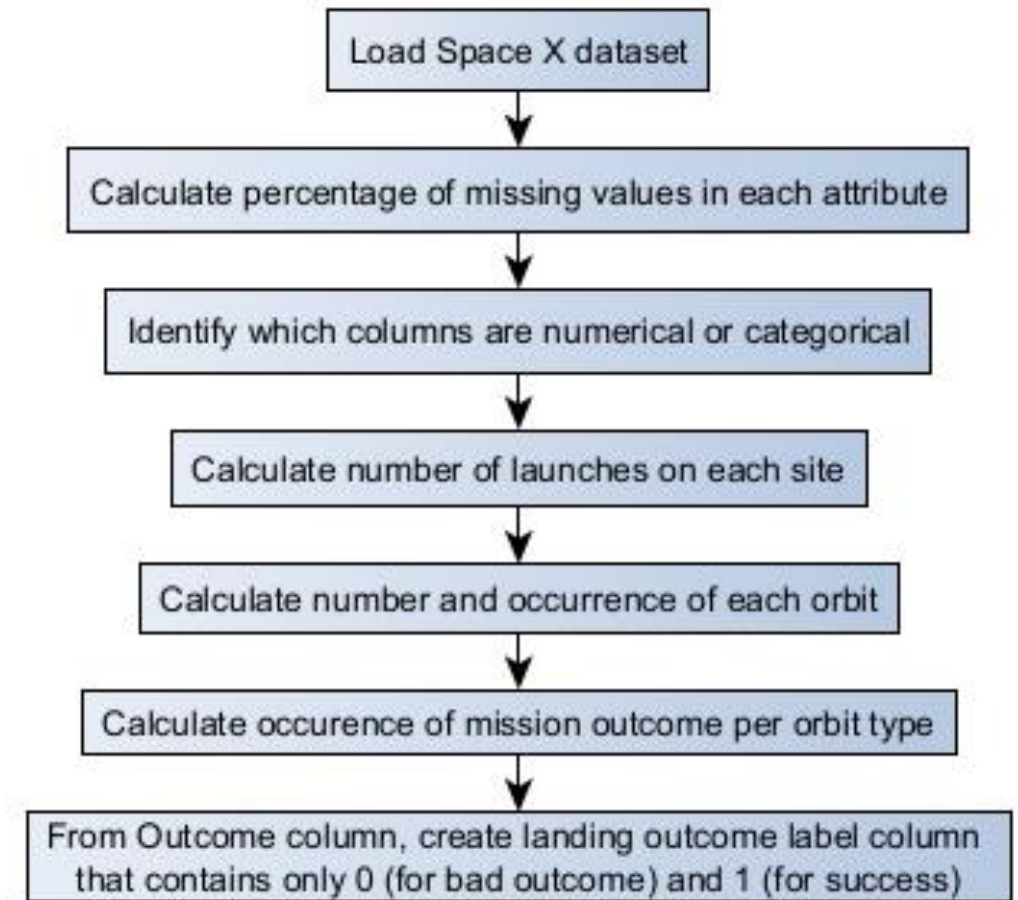 Load Space X dataset
Calculate percentage of missing values in each attribute
Identify which columns are numerical or categorical
Calculate number of launches on each site
Calculate number and occurrence of each orbit
Calculate occurence of mission outcome per orbit type
From Outcome column, create landing outcome label column
that contains only 0 (for bad outcome) and 1 (for success)